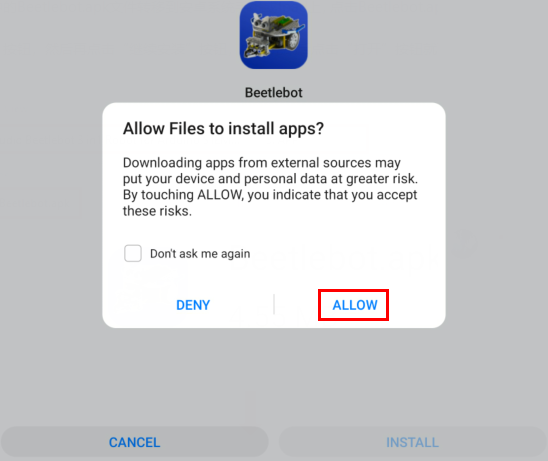 Beetlebot
Allow Files to install apps?
Downloading apps from external sources may
put your device and personal data at greater risk.
By touching ALLOW, you indicate that you accept
these risks.
Don't ask me again
DENY
ALLOW
CANCEL
INSTALL